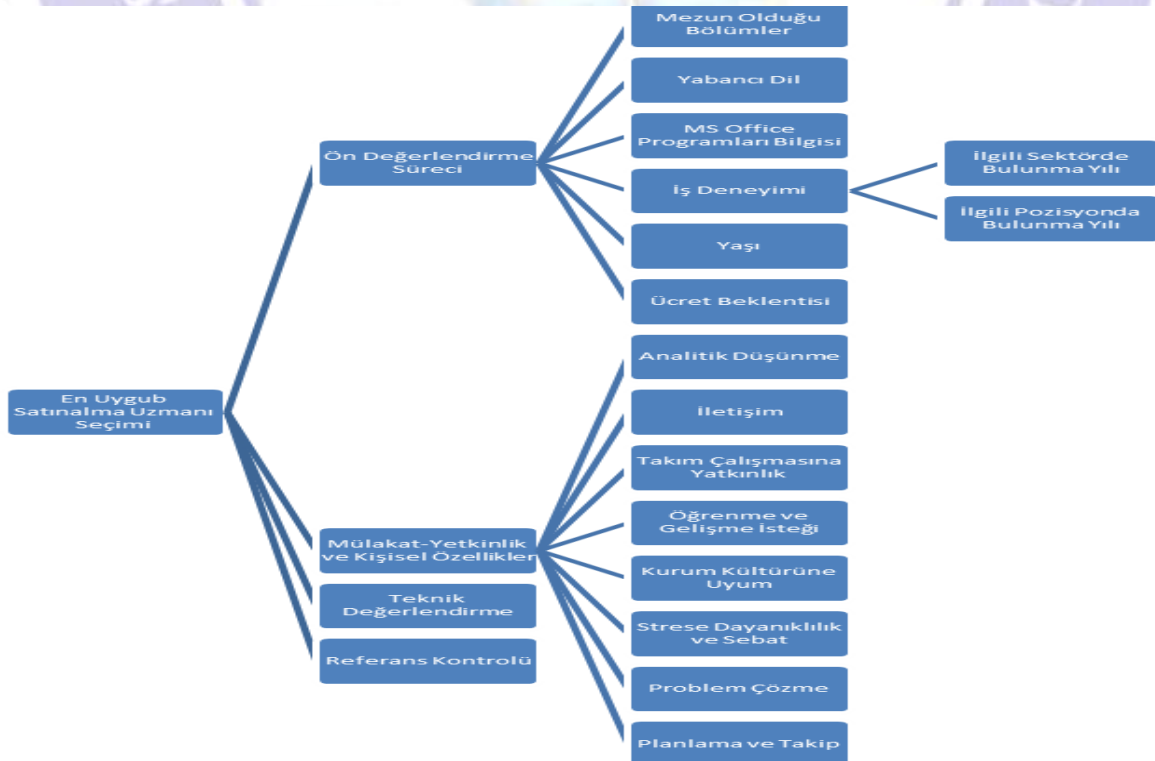 En Uygub
Satınalma Uzmanı
Seçimi
Ön Değerlendirme
Süreci
Mezun Olduğu
Bölümler
Yabancı Dil
MS Office
Programları Bilgisi
İş Deneyimi
İlgili Sektörde
Bulunma Yılı
İlgili Pozisyonda
Bulunma Yılı
Yaşı
Ücret Beklentisi
Mülakat-Yetkinlik
ve Kişisel Özellikler
Analitik Düşünme
İletişim
Takım Çalışmasına
Yatkınlık
Öğrenme ve
Gelişme İsteği
Kurum Kültürüne
Uyum
Strese Dayanıklılık
ve Sebat
Problem Çözme
Planlama ve Takip
Teknik
Değerlendirme
Referans Kontrolü